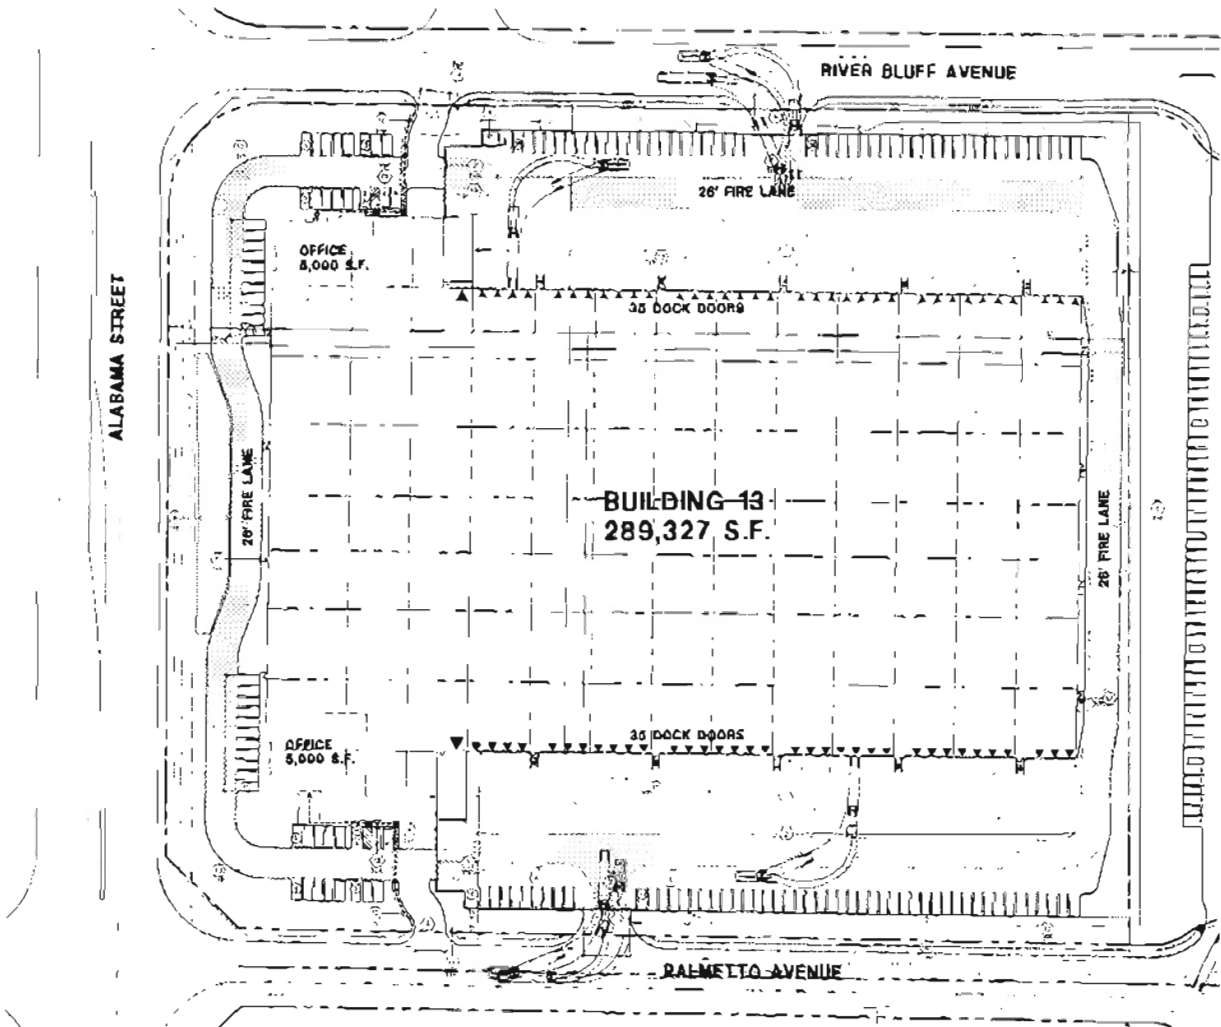 RIVER BLUFF AVENUE
26' FIRE LANE
OFFICE
5,000 S.F.
35 DOCK DOORS
ALABAMA STREET
26' FIRE LANE
BUILDING 13
289,327 S.F.
26' FIRE LANE
35 DOCK DOORS
OFFICE
5,000 S.F.
PALMETTO AVENUE